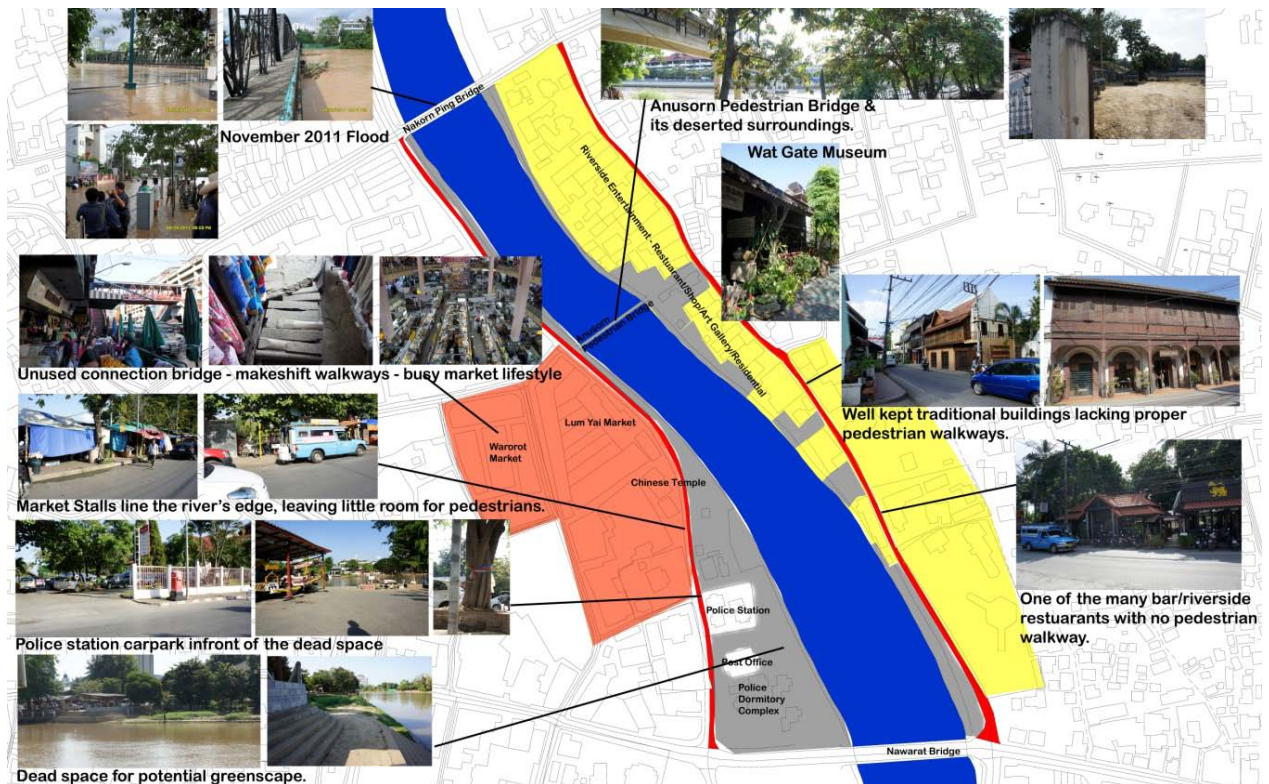 November 2011 Flood
Nakorn Ping Bridge
Anusorn Pedestrian Bridge &
its deserted surroundings.
Wat Gate Museum
Riverside Entertainment - Restuarant/Shop/Art Gallery/Residential
Anusorn
Pedestrian Bridge
Unused connection bridge - makeshift walkways - busy market lifestyle
Well kept traditional buildings lacking proper
pedestrian walkways.
Lum Yai Market
Warorot
Market
Chinese Temple
Market Stalls line the river's edge, leaving little room for pedestrians.
One of the many bar/riverside
restuarants with no pedestrian
walkway.
Police Station
Police station carpark infront of the dead space
Post Office
Police
Dormitory
Complex
Nawarat Bridge
Dead space for potential greenscape.